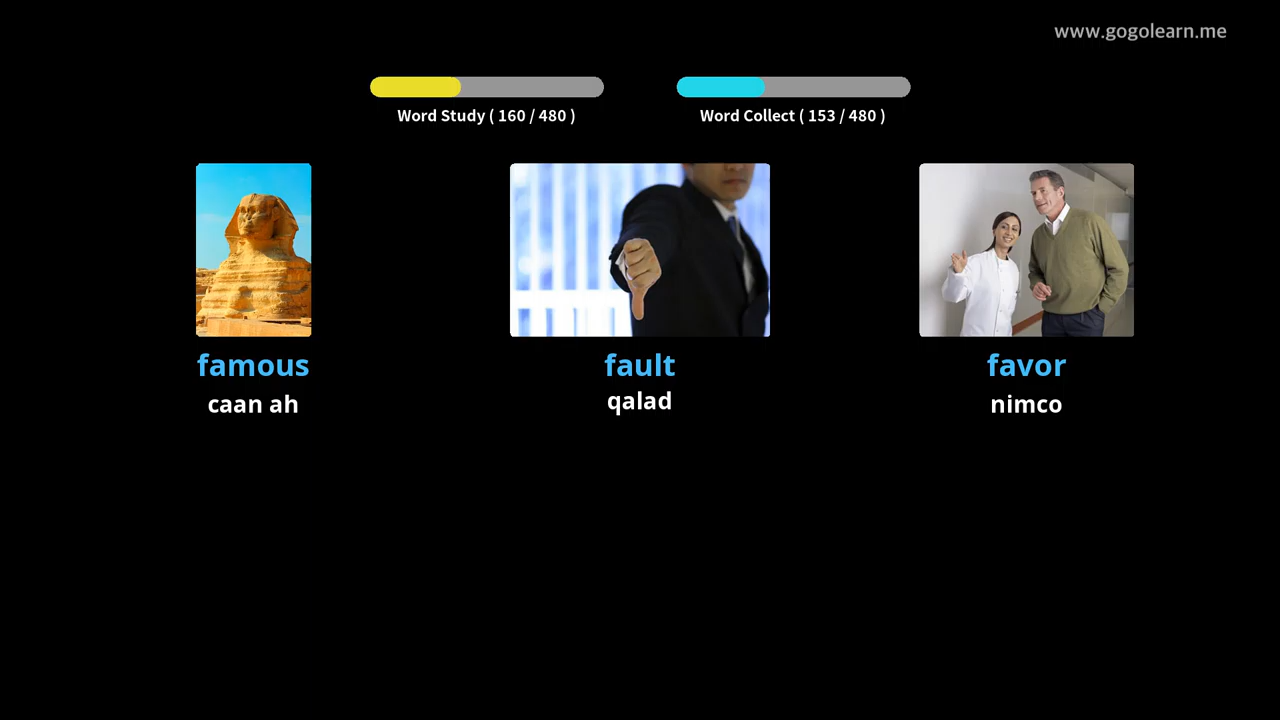 www.gogolearn.me
Word Study ( 160 / 480 )
Word Collect ( 153 / 480 )
famous
caan ah
fault
qalad
favor
nimco